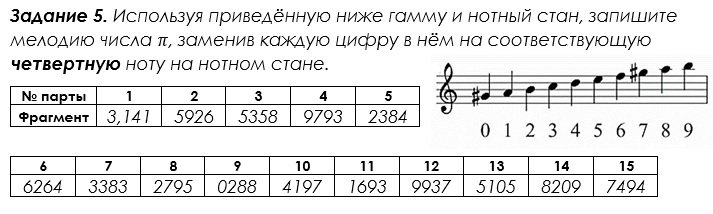 Задание 5. Используя приведённую ниже гамму и нотный стан, запишите
мелодию числа π, заменив каждую цифру в нём на соответствующую
четвертную ноту на нотном стане.
№ парты 1 2 3 4 5
Фрагмент 3,141 5926 5358 9793 2384
0 1 2 3 4 5 6 7 8 9
6 7 8 9 10 11 12 13 14 15
6264 3383 2795 0288 4197 1693 9937 5105 8209 7494